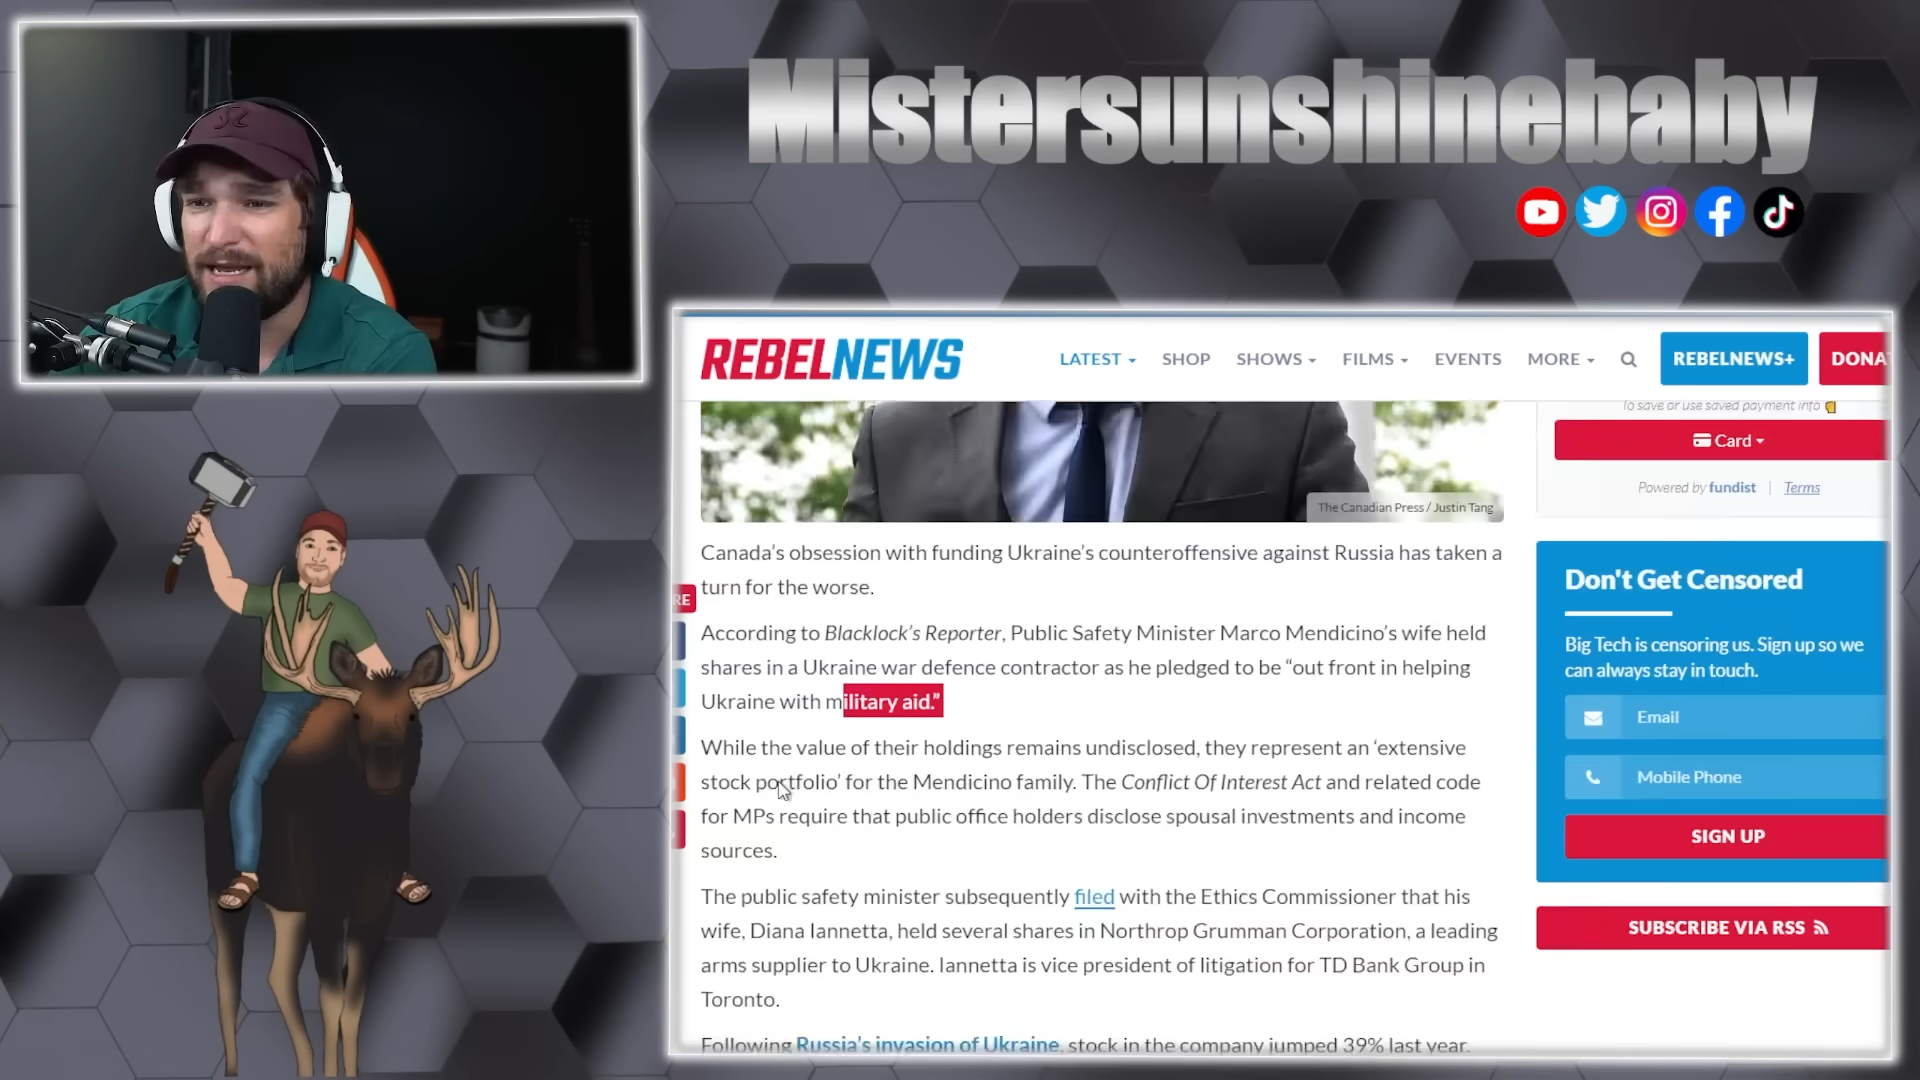 Mistersunshinebaby
REBELNEWS
LATEST
SHOP
SHOWS
FILMS
EVENTS
MORE
REBELNEWS+
To save or use saved payment info
Card
Powered by fundist | Terms
The Canadian Press / Justin Tang
Canada's obsession with funding Ukraine's counteroffensive against Russia has taken a
turn for the worse.
According to Blacklock's Reporter, Public Safety Minister Marco Mendicino's wife held
shares in a Ukraine war defence contractor as he pledged to be “out front in helping
Ukraine with military aid.”
While the value of their holdings remains undisclosed, they represent an ‘extensive
stock portfolio’ for the Mendicino family. The Conflict Of Interest Act and related code
for MPs require that public office holders disclose spousal investments and income
sources.
The public safety minister subsequently filed with the Ethics Commissioner that his
wife, Diana Iannetta, held several shares in Northrop Grumman Corporation, a leading
arms supplier to Ukraine. Iannetta is vice president of litigation for TD Bank Group in
Toronto.
Following Russia's invasion of Ukraine, stock in the company jumped 39% last year.
Don't Get Censored
Big Tech is censoring us. Sign up so we
can always stay in touch.
Email
Mobile Phone
SIGN UP
SUBSCRIBE VIA RSS